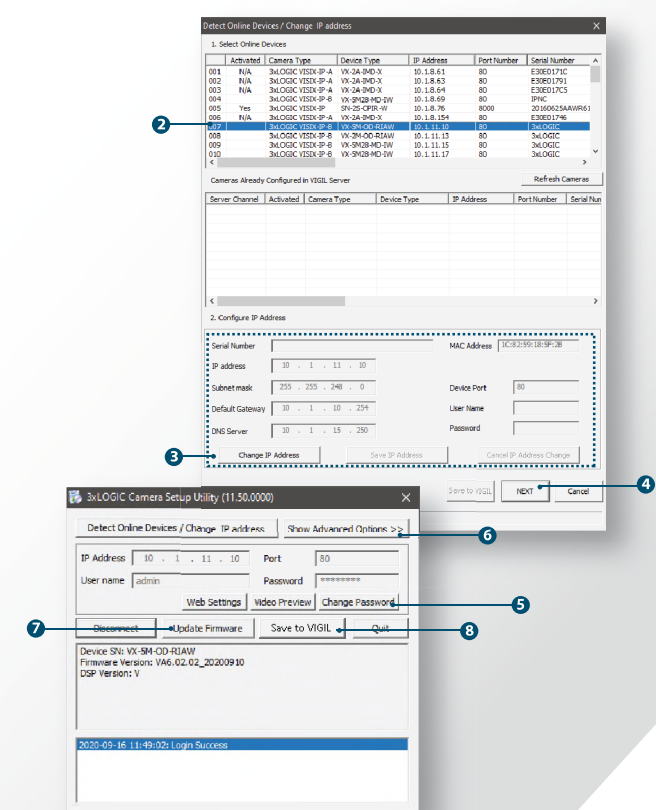 Detect Online Devices / Change IP address
1. Select Online Devices
Activated Camera Type Device Type IP Address Port Number Serial Number
001 N/A 3xLOGIC VISIX-IP-A VX-2A-IMD-X 10.1.8.61 80 E30E0171C
002 N/A 3xLOGIC VISIX-IP-A VX-2A-IMD-X 10.1.8.63 80 E30E01791
003 N/A 3xLOGIC VISIX-IP-A VX-2A-IMD-X 10.1.8.64 80 E30E017C5
004 3xLOGIC VISIX-IP-B VX-5M28-MD-IW 10.1.8.69 80 IPNC
005 Yes 3xLOGIC VISIX-IP SN-2S-OPIR-W 10.1.8.76 8000 20160625AAWR61
006 N/A 3xLOGIC VISIX-IP-A VX-2A-IMD-X 10.1.8.154 80 E30E01746
2
007 3xLOGIC VISIX-IP-B VX-5M-OD-RIAW 10.1.11.10 80 3xLOGIC
008 3xLOGIC VISIX-IP-B VX-2M-OD-RIAW 10.1.11.13 80 3xLOGIC
009 3xLOGIC VISIX-IP-B VX-5M28-MD-IW 10.1.11.15 80 3xLOGIC
010 3xLOGIC VISIX-IP-B VX-5M28-MD-IW 10.1.11.17 80 3xLOGIC
Cameras Already Configured in VIGIL Server Refresh Cameras
Server Channel Activated Camera Type Device Type IP Address Port Number Serial Num
2. Configure IP Address
Serial Number MAC Address 1C:82:59:18:5F:2B
IP address 10 . 1 . 11 . 10
Subnet mask 255 . 255 . 248 . 0 Device Port 80
Default Gateway 10 . 1 . 10 . 254 User Name
DNS Server 10 . 1 . 15 . 250 Password
3 Change IP Address Save IP Address Cancel IP Address Change
4
Save to VIGIL NEXT Cancel
3xLOGIC Camera Setup Utility (11.50.0000)
Detect Online Devices / Change IP address Show Advanced Options >>
6
IP Address 10 . 1 . 11 . 10 Port 80
User name admin Password ********
Web Settings Video Preview Change Password
5
7 Disconnect Update Firmware Save to VIGIL Quit 8
Device SN: VX-5M-OD-RIAW
Firmware Version: VA6.02.02_20200910
DSP Version: V
2020-09-16 11:49:02: Login Success